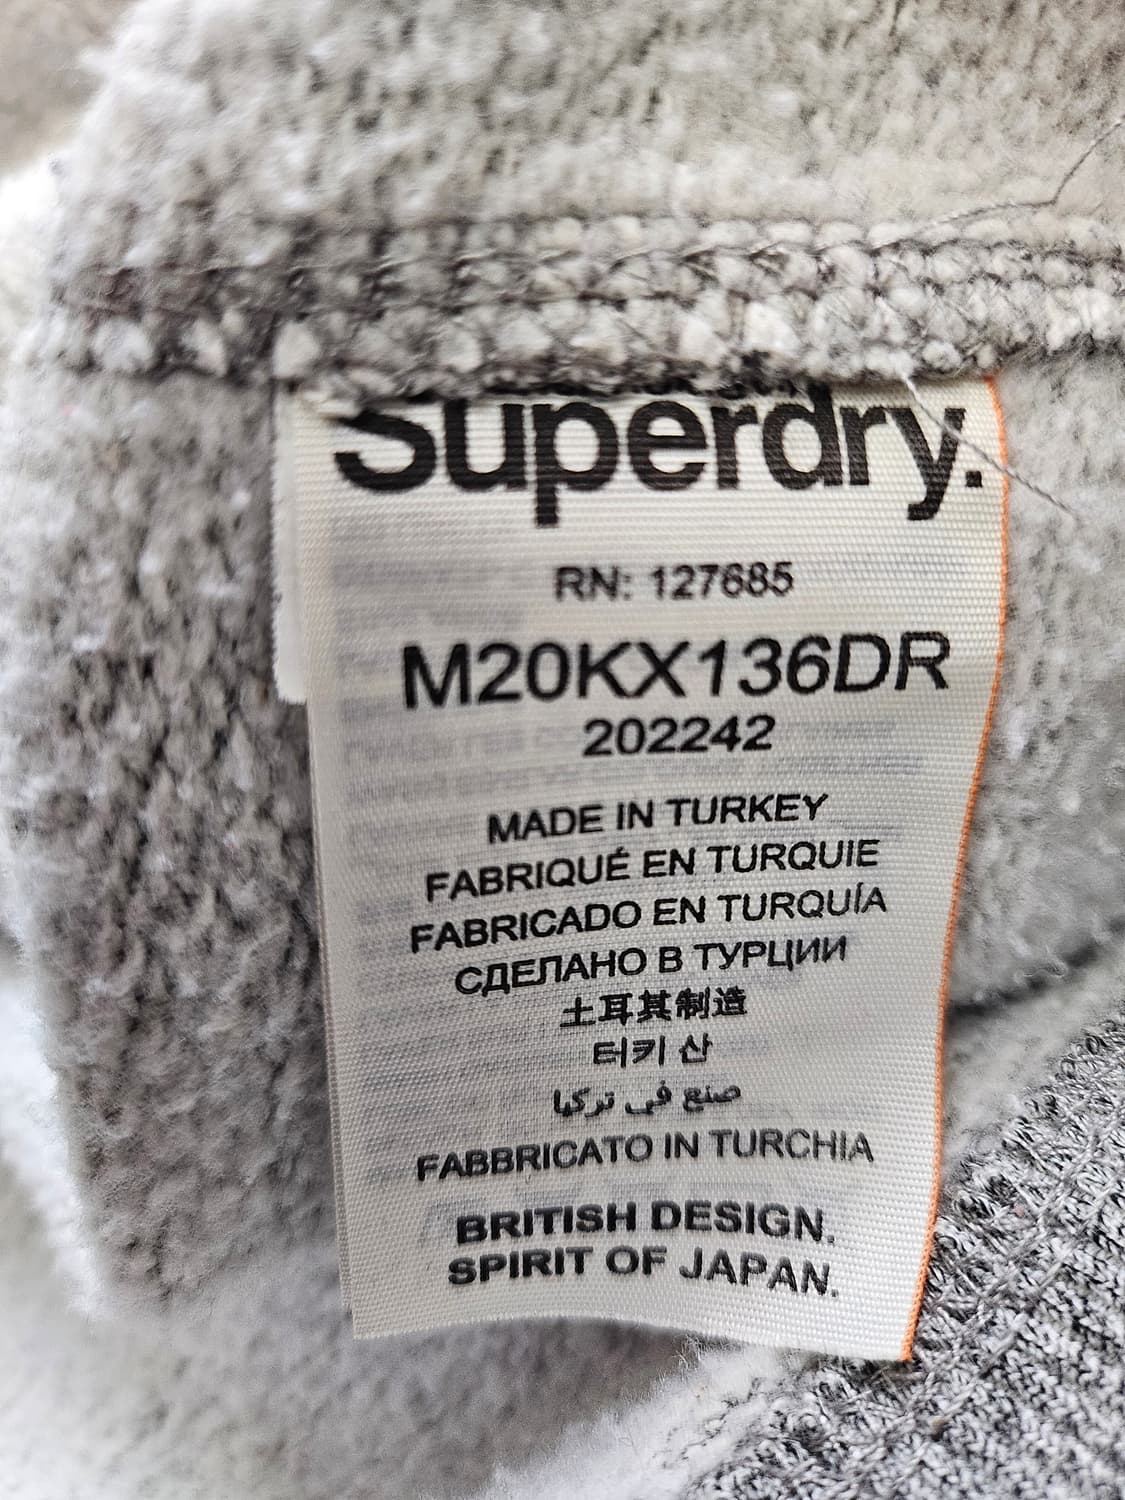 Superdry.
RN: 127685
M20KX136DR
202242
MADE IN TURKEY
FABRIQUÉ EN TURQUIE
FABRICADO EN TURQUÍA
СДЕЛАНО В ТУРЦИИ
土耳其制造
터키 산
صنع في تركيا
FABBRICATO IN TURCHIA
BRITISH DESIGN.
SPIRIT OF JAPAN.